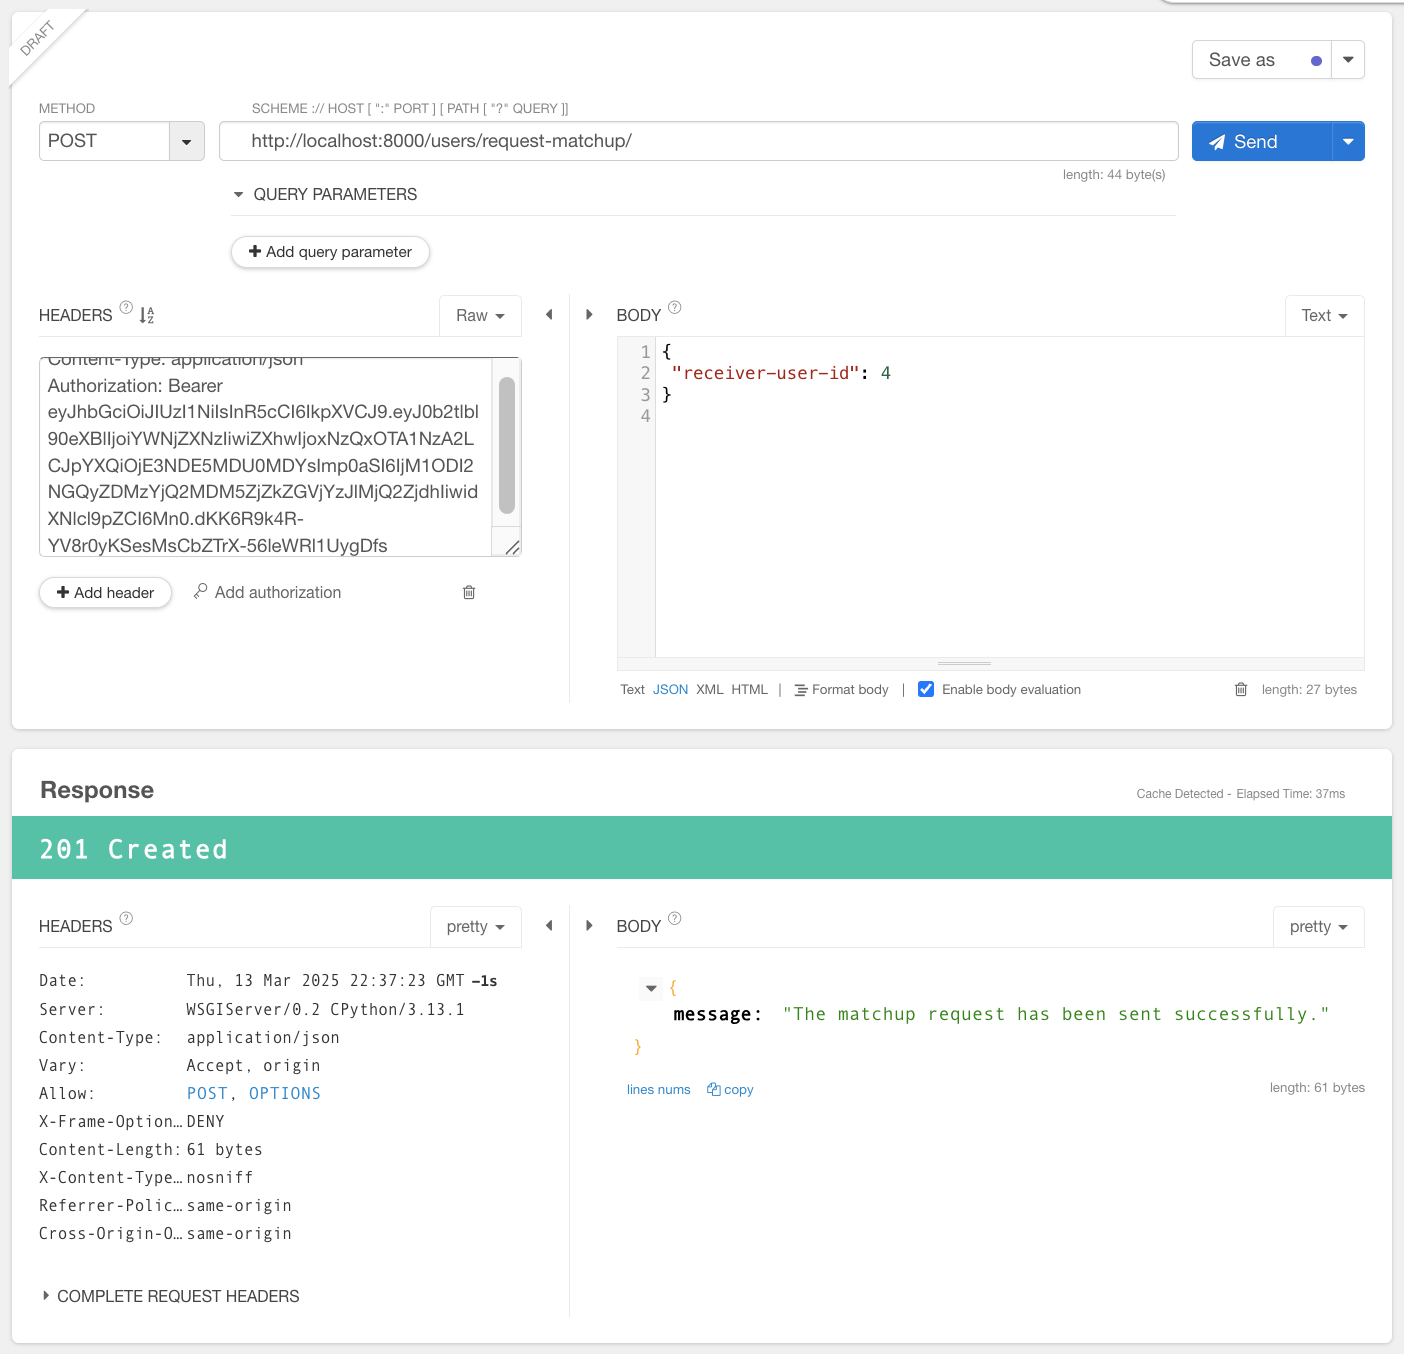 DRAFT
Save as
METHOD
SCHEME :// HOST [ ":" PORT ] [ PATH [ "?" QUERY ]]
POST
http://localhost:8000/users/request-matchup/
Send
length: 44 byte(s)
QUERY PARAMETERS
Add query parameter
HEADERS ?
Raw
BODY ?
Text
Content-Type: application/json
Authorization: Bearer
eyJhbGciOiJIUzI1NiIsInR5cCI6IkpXVCJ9.eyJ0b2tlbl
90eXBlIjoiYWNjZXNzIiwiZXhwIjoxNzQxOTA1NzA2L
CJpYXQiOjE3NDE5MDU0MDYsImp0aSI6IjM1ODI2
NGQyZDMzYjQ2MDM5ZjZkZGVjYzJlMjQ2ZjdhIiwid
XNlcl9pZCI6Mn0.dKK6R9k4R-
YV8r0yKSesMsCbZTrX-56leWRl1UygDfs
1 {
2 "receiver-user-id": 4
3 }
4
Add header
Add authorization
Text JSON XML HTML | Format body | Enable body evaluation
length: 27 bytes
Response
Cache Detected - Elapsed Time: 37ms
201 Created
HEADERS ?
pretty
BODY ?
pretty
Date: Thu, 13 Mar 2025 22:37:23 GMT -1s
Server: WSGIServer/0.2 CPython/3.13.1
Content-Type: application/json
Vary: Accept, origin
Allow: POST, OPTIONS
X-Frame-Option… DENY
Content-Length: 61 bytes
X-Content-Type… nosniff
Referrer-Polic… same-origin
Cross-Origin-O… same-origin
{
message: "The matchup request has been sent successfully."
}
lines nums
copy
length: 61 bytes
COMPLETE REQUEST HEADERS